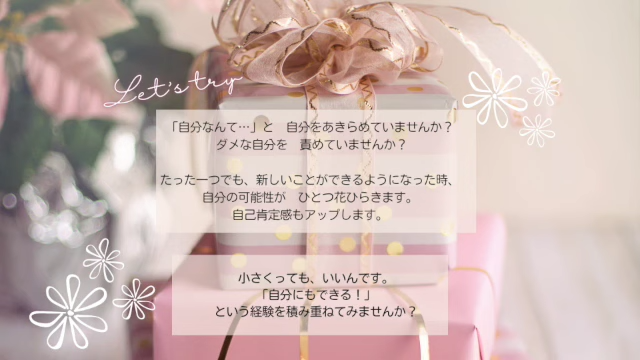 Let's try
「自分なんて…」と　自分をあきらめていませんか？
ダメな自分を　責めていませんか？
たった一つでも、新しいことができるようになった時、
自分の可能性が　ひとつ花ひらきます。
自己肯定感もアップします。
小さくっても、いいんです。
「自分にもできる！」
という経験を積み重ねてみませんか？